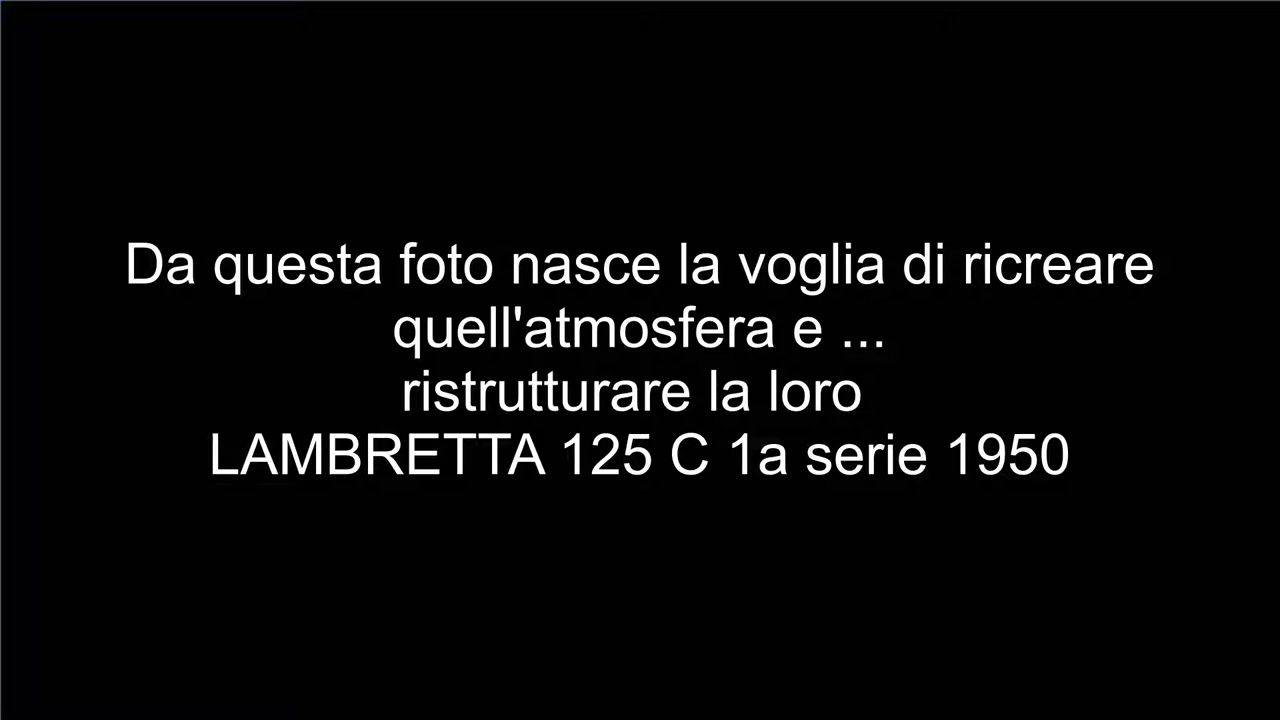 Da questa foto nasce la voglia di ricreare
quell'atmosfera e ...
ristrutturare la loro
LAMBRETTA 125 C 1a serie 1950